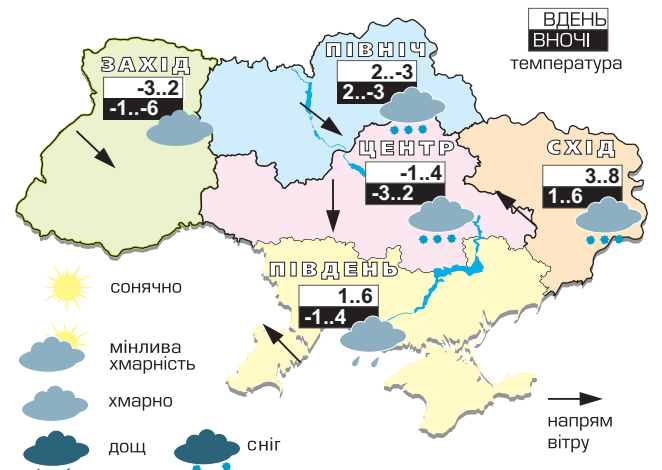 ВДЕНЬ
ВНОЧІ
температура
ПІВНІЧ
2..-3
2..-3
ЗАХІД
-3..2
-1..-6
ЦЕНТР
-1..4
-3..2
СХІД
3..8
1..6
ПІВДЕНЬ
1..6
-1..4
сонячно
мінлива
хмарність
хмарно
дощ
сніг
напрям
вітру